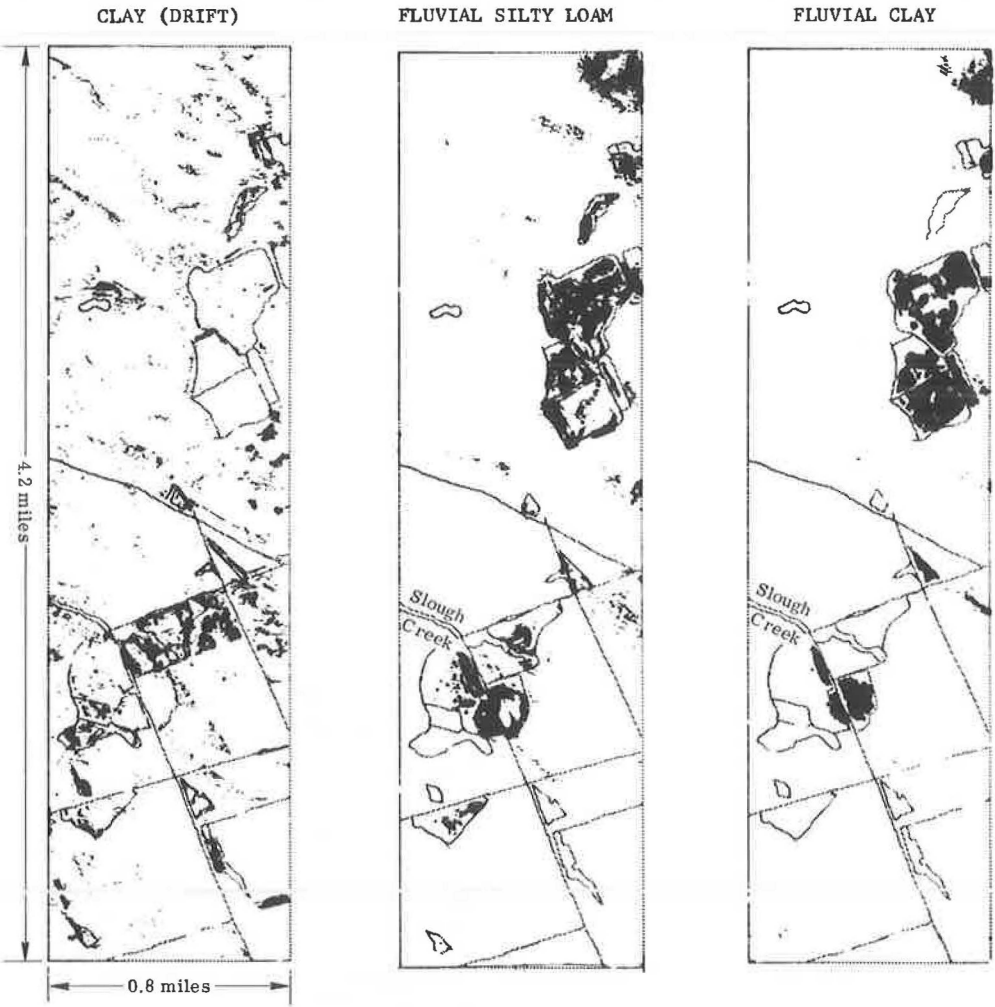 CLAY (DRIFT)
FLUVIAL SILTY LOAM
FLUVIAL CLAY
4.2 miles
Slough
Creek
Slough
Creek
0.8 miles